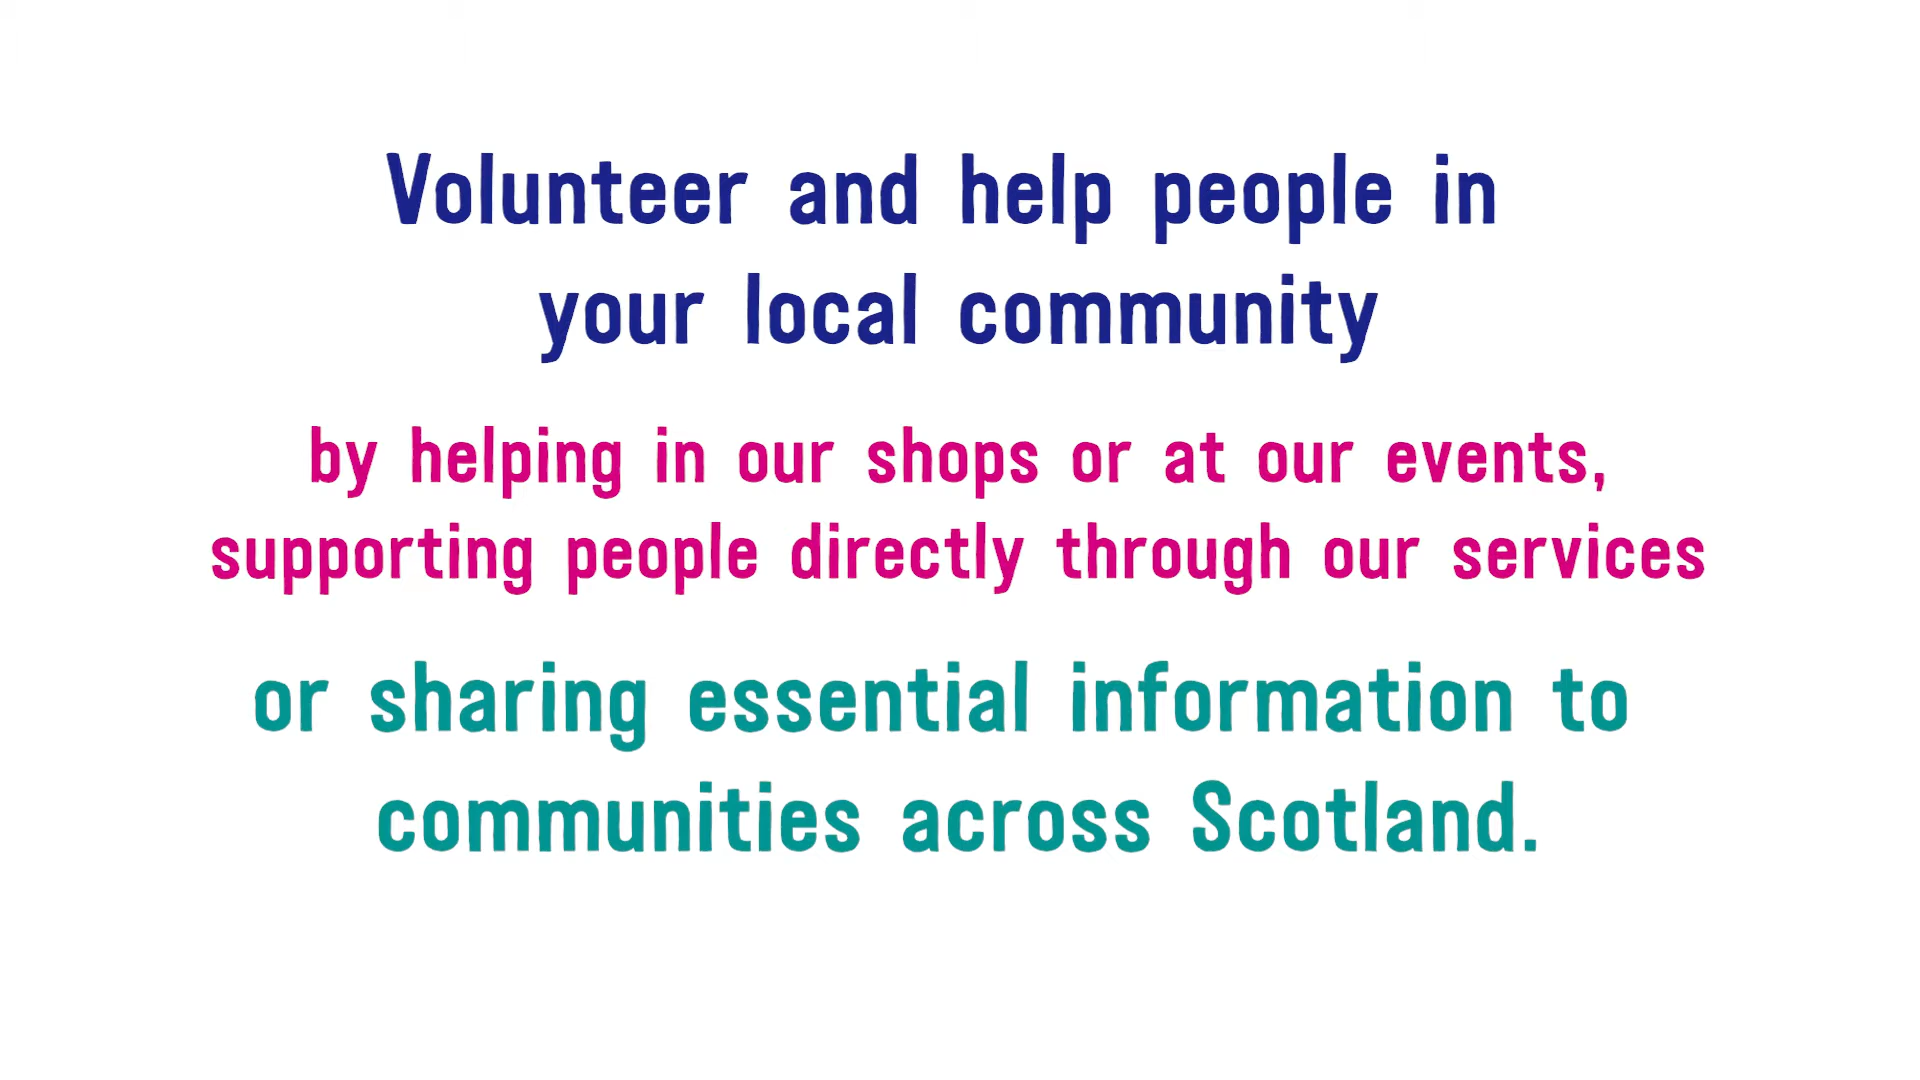 Volunteer and help people in
your local community
by helping in our shops or at our events,
supporting people directly through our services
or sharing essential information to
communities across Scotland.